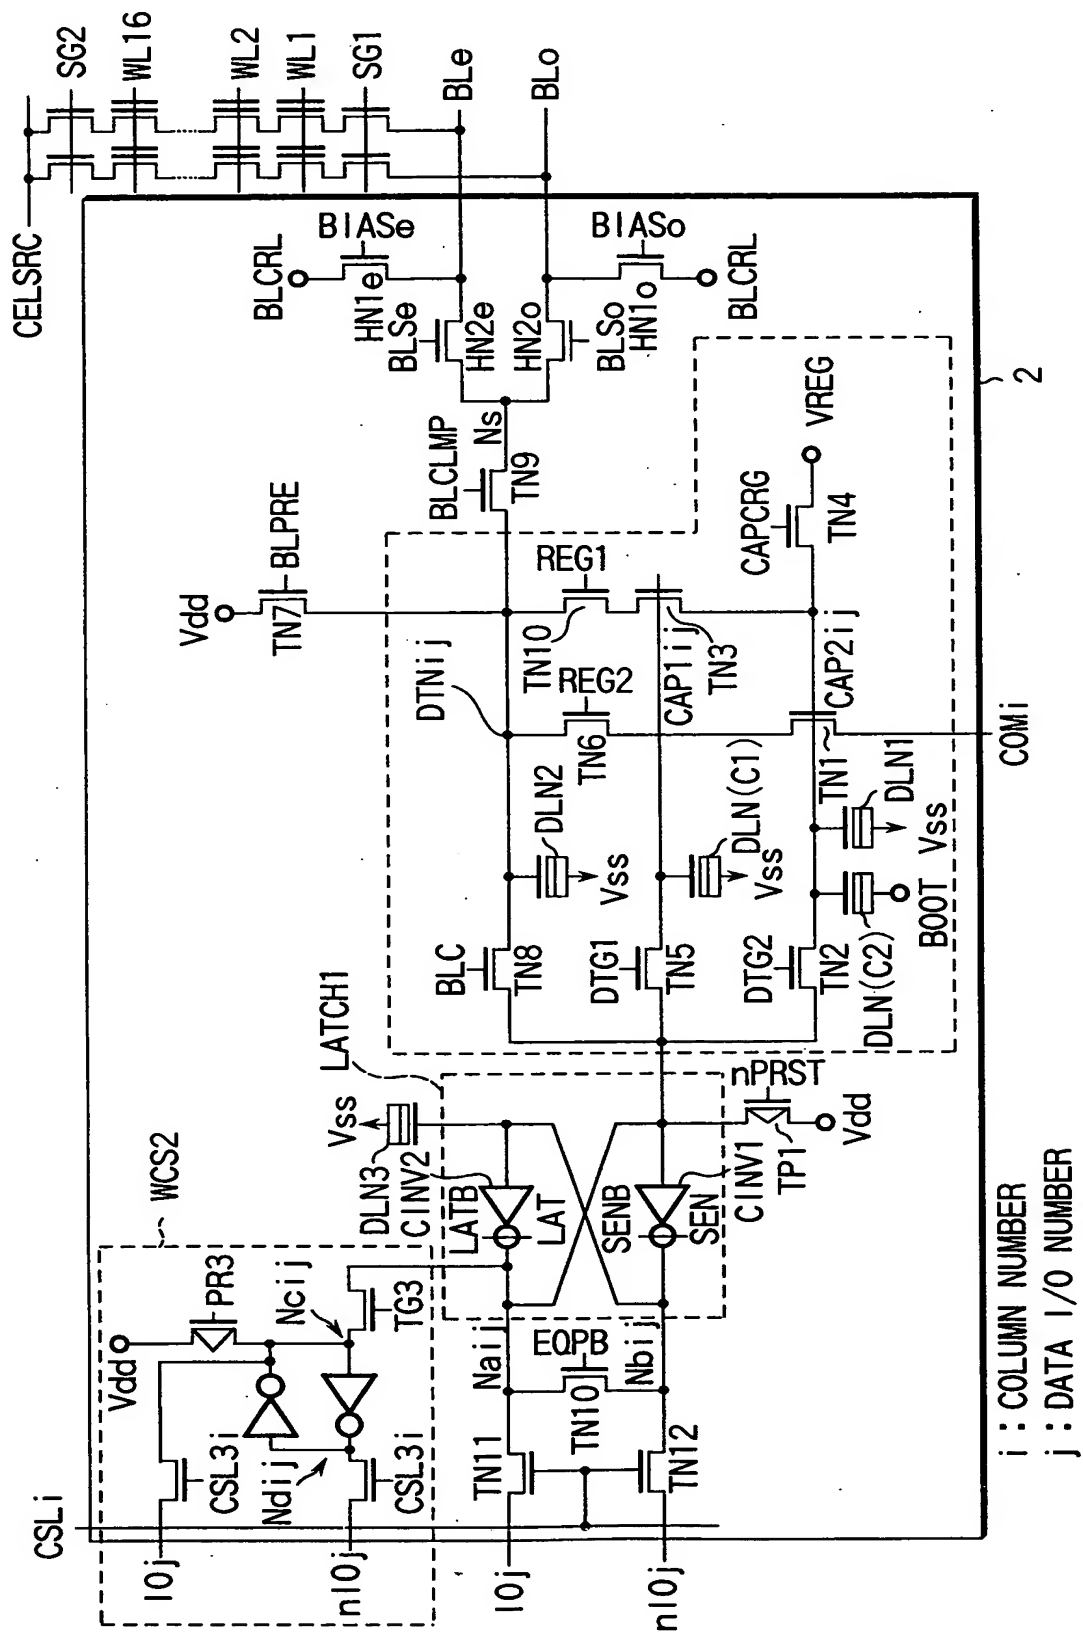 CELSRC
SG2
WL16
WL2
WL1
SG1
BLe
BLo
BLCRL
BIASe
HN1e
BLSe
HN2e
HN2o
BLSo
HN1o
BIASo
BLCRL
2
Vdd
TN7
BLPRE
BLCLMP
Ns
TN9
DTNij
TN10
REG1
REG2
TN6
CAP1ij
TN3
CAPCRG
TN4
VREG
CAP2ij
TN1
COMi
DLN2
Vss
DLN(C1)
Vss
DLN1
Vss
DLN(C2)
BOOT
BLC
TN8
DTG1
TN5
DTG2
TN2
LATCH1
Vss
DLN3
CINV2
LATB
LAT
SENB
SEN
CINV1
nPRST
TP1
Vdd
WCS2
Vdd
PR3
Ncij
TG3
CSL3i
Ndij
CSL3i
CSLi
IOj
nIOj
Naij
EQPB
TN10
Nbij
TN11
TN12
IOj
nIOj
i : COLUMN NUMBER
j : DATA I/O NUMBER